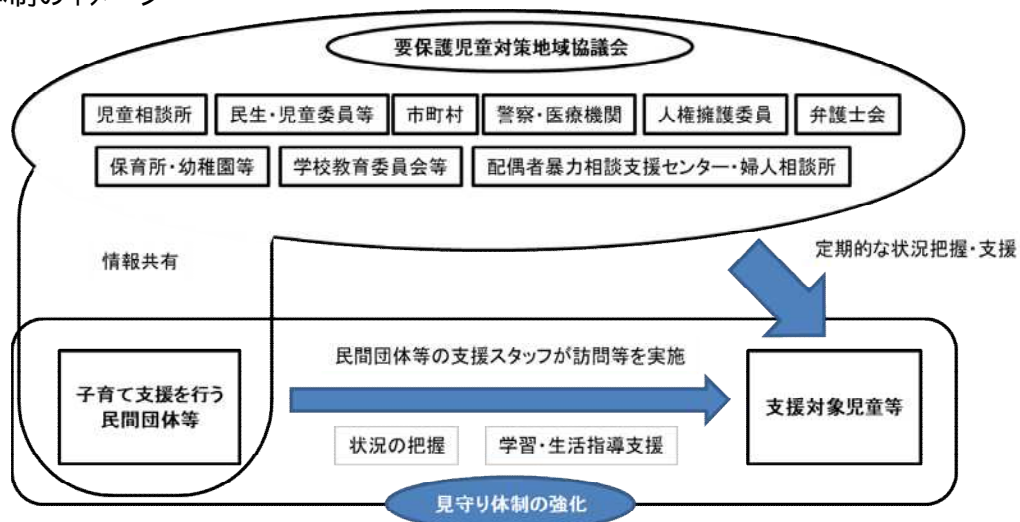 制のイメージ
要保護児童対策地域協議会
児童相談所
民生・児童委員等
市町村
警察・医療機関
人権擁護委員
弁護士会
保育所・幼稚園等
学校教育委員会等
配偶者暴力相談支援センター・婦人相談所
情報共有
定期的な状況把握・支援
民間団体等の支援スタッフが訪問等を実施
子育て支援を行う
民間団体等
支援対象児童等
状況の把握
学習・生活指導支援
見守り体制の強化